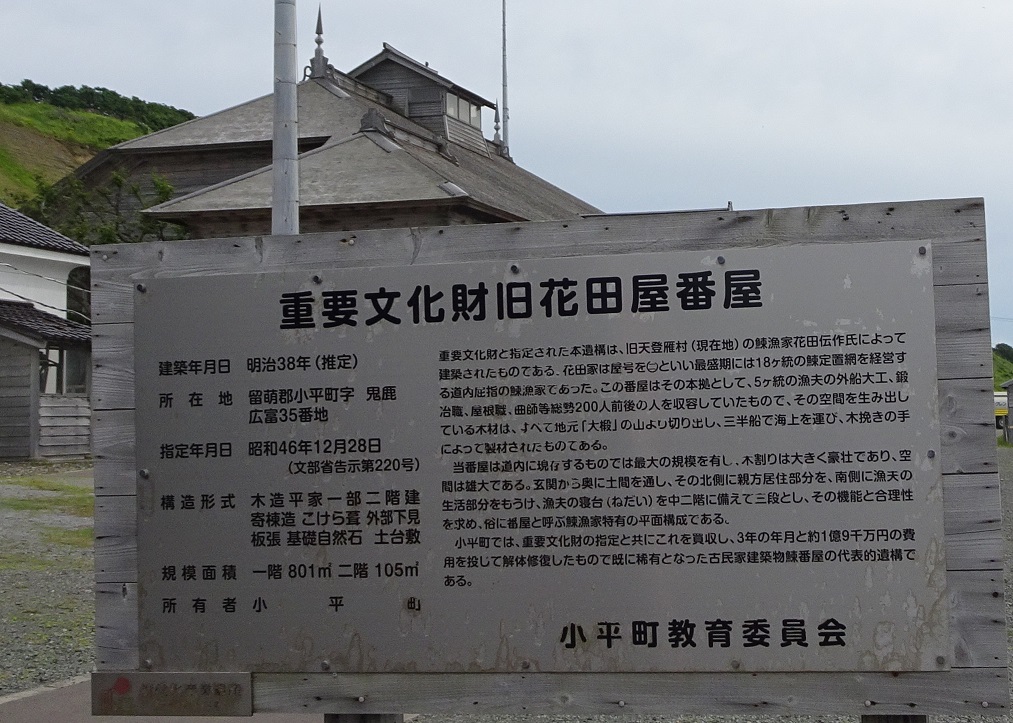 重要文化財旧花田屋番屋
建築年月日 明治38年(推定)
所在地 留萌郡小平町字 鬼鹿
広富35番地
指定年月日 昭和46年12月28日
(文部省告示第220号)
構造形式 木造平家一部二階建
寄棟造 こけら葺 外部下見
板張 基礎自然石 土台敷
規模面積 一階 801㎡ 二階 105㎡
所有者 小平町
重要文化財と指定された本遺構は、旧天登雁村(現在地)の鰊漁家花田伝作氏によって
建築されたものである。花田家は屋号を といい最盛期には18ヶ統の鰊定置網を経営す
る道内屈指の鰊漁家であった。この番屋はその本拠として、5ヶ統の漁夫の外船大工、鍛
冶職、屋根職、曲師等総勢200人前後の人を収容していたもので、その空間を生み出し
ている木材は、すべて地元「大椴」の山より切り出し、三半船で海上を運び、木挽きの手
によって製材されたものてある。
当番屋は道内に現存するものでは最大の規模を有し、木割りは大きく豪壮であり、空
間は雄大である。玄関から奥に土間を通し、その北側に親方居住部分を、南側に漁夫の
生活部分をもうけ、漁夫の寝台(ねだい)を中二階に備えて三段とし、その機能と合理性
を求め、俗に番屋と呼ぶ鰊漁家特有の平面構成である。
小平町では、重要文化財の指定と共にこれを買収し、3年の年月と約1億9千万円の費
用を投じて解体修復したもので既に稀有となった古民家建築物鰊番屋の代表的遺構で
ある。
小平町教育委員会